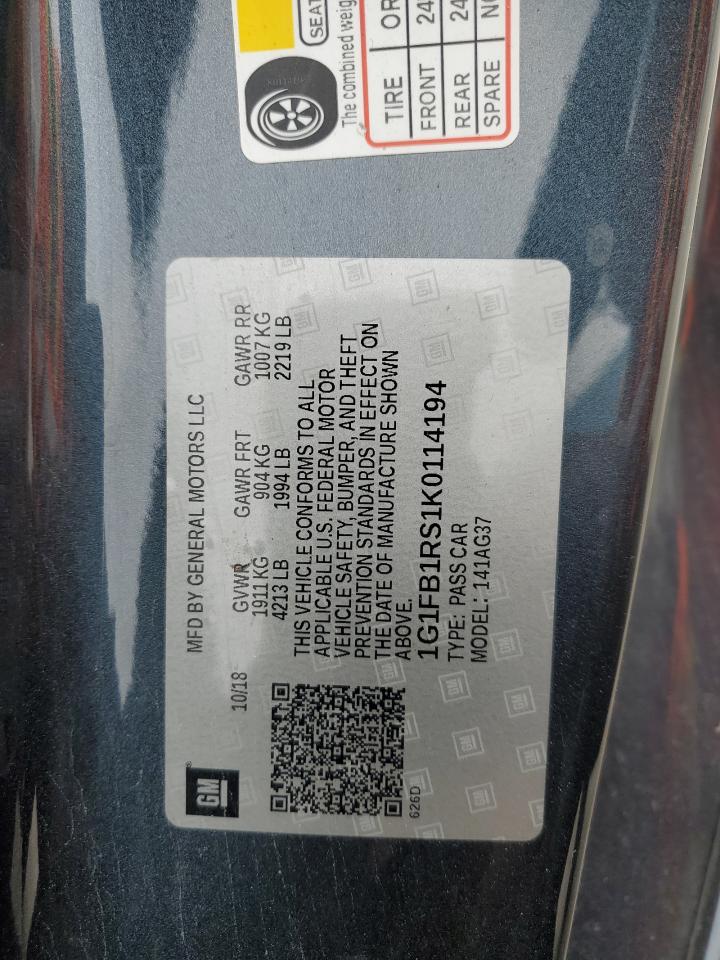 GM
MFD BY GENERAL MOTORS LLC
10/18
GVWR GAWR FRT GAWR RR
1911 KG 904 KG 1007 KG
4213 LB 1994 LB 2219 LB
THIS VEHICLE CONFORMS TO ALL
APPLICABLE U.S. FEDERAL MOTOR
VEHICLE SAFETY, BUMPER, AND THEFT
PREVENTION STANDARDS IN EFFECT ON
THE DATE OF MANUFACTURE SHOWN
ABOVE.
626D
1G1FB1RS1K0114194
TYPE: PASS CAR
MODEL: 141AG37
SEAT
The combined
TIRE
FRONT
REAR
SPARE